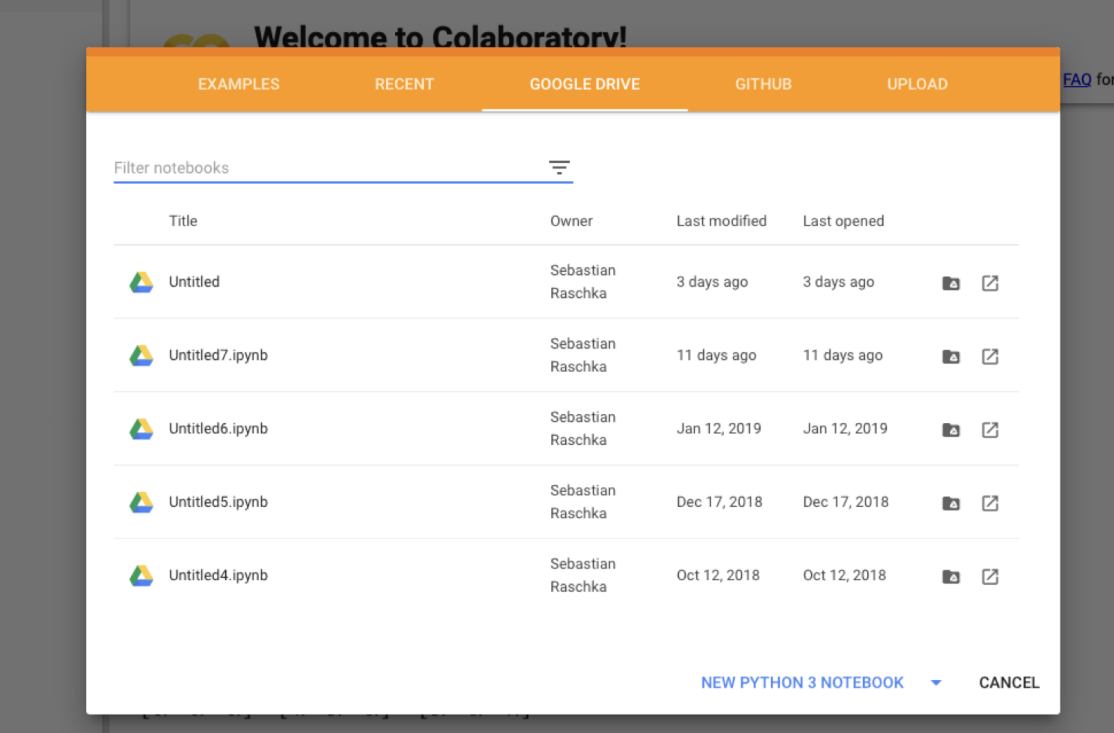 Welcome to Colaboratory!
FAQ for
EXAMPLES RECENT GOOGLE DRIVE GITHUB UPLOAD
Filter notebooks
Title Owner Last modified Last opened
Untitled Sebastian Raschka 3 days ago 3 days ago
Untitled7.ipynb Sebastian Raschka 11 days ago 11 days ago
Untitled6.ipynb Sebastian Raschka Jan 12, 2019 Jan 12, 2019
Untitled5.ipynb Sebastian Raschka Dec 17, 2018 Dec 17, 2018
Untitled4.ipynb Sebastian Raschka Oct 12, 2018 Oct 12, 2018
NEW PYTHON 3 NOTEBOOK CANCEL